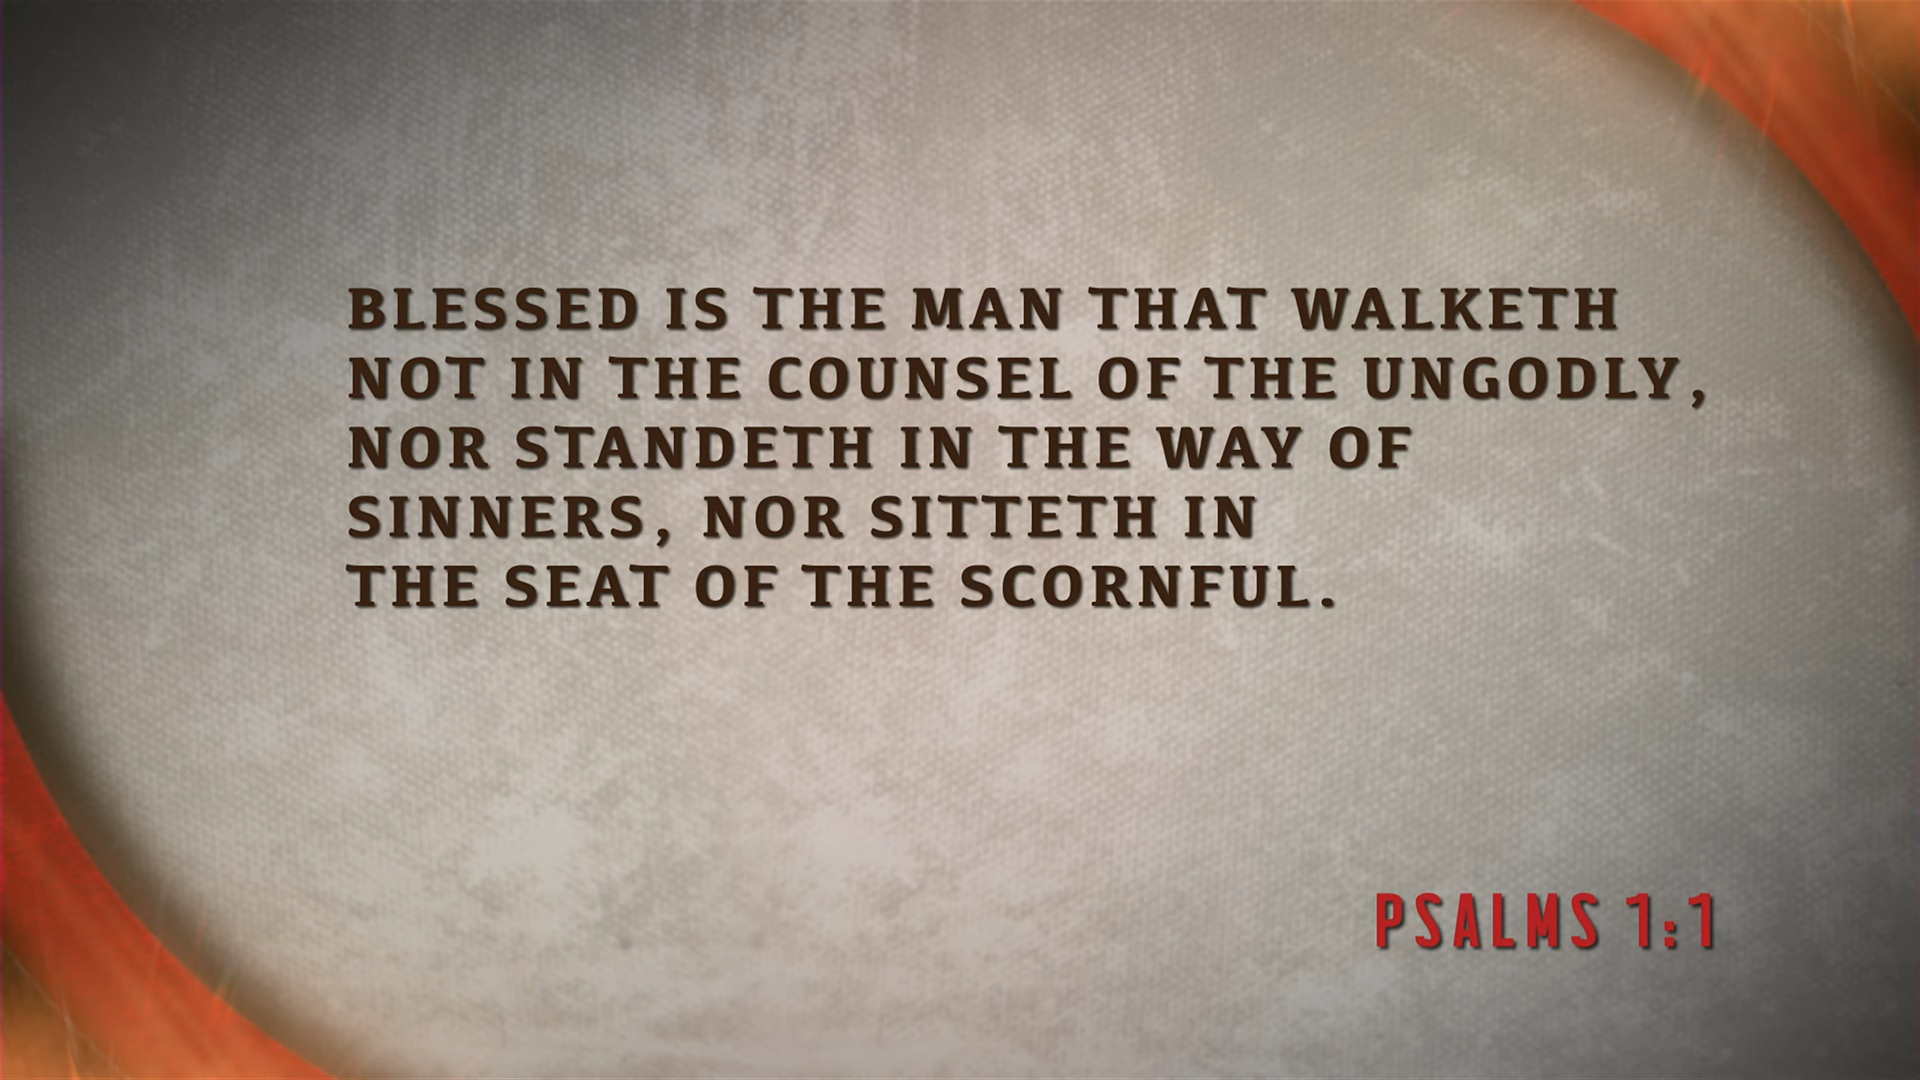 BLESSED IS THE MAN THAT WALKETH
NOT IN THE COUNSEL OF THE UNGODLY,
NOR STANDETH IN THE WAY OF
SINNERS, NOR SITTETH IN
THE SEAT OF THE SCORNFUL.
PSALMS 1:1